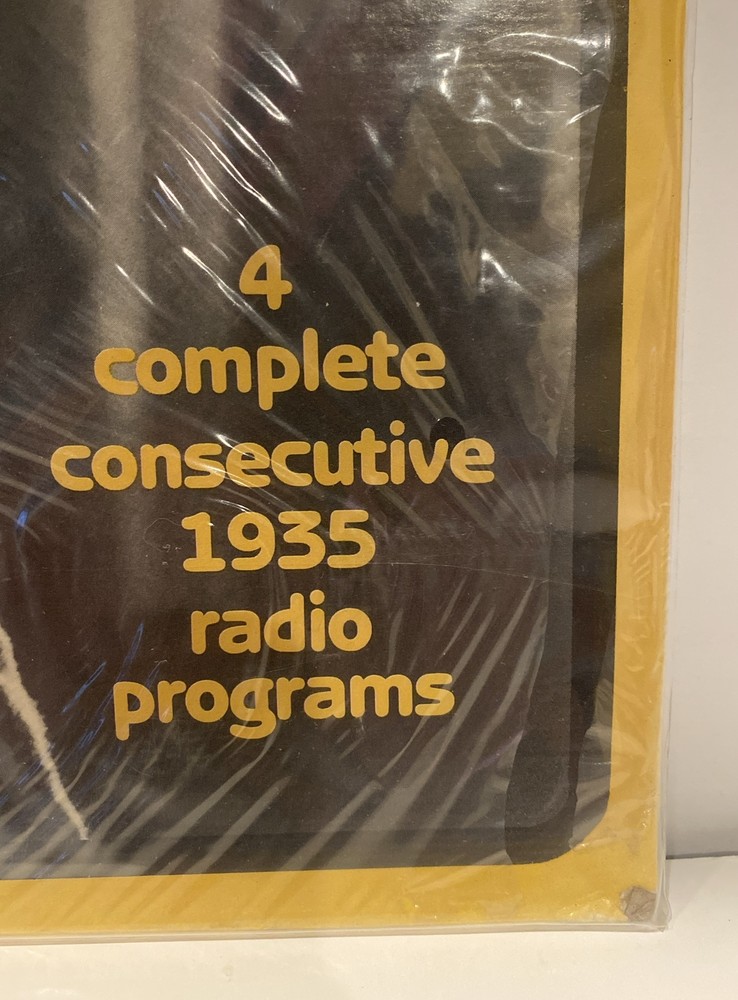 4
complete
consecutive
1935
radio
programs